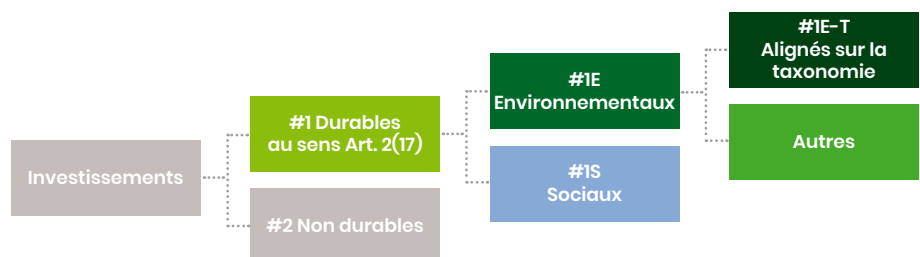 Investissements
#1 Durables
au sens Art. 2(17)
#2 Non durables
#1E
Environnementaux
#1S
Sociaux
#1E-T
Alignés sur la
taxonomie
Autres